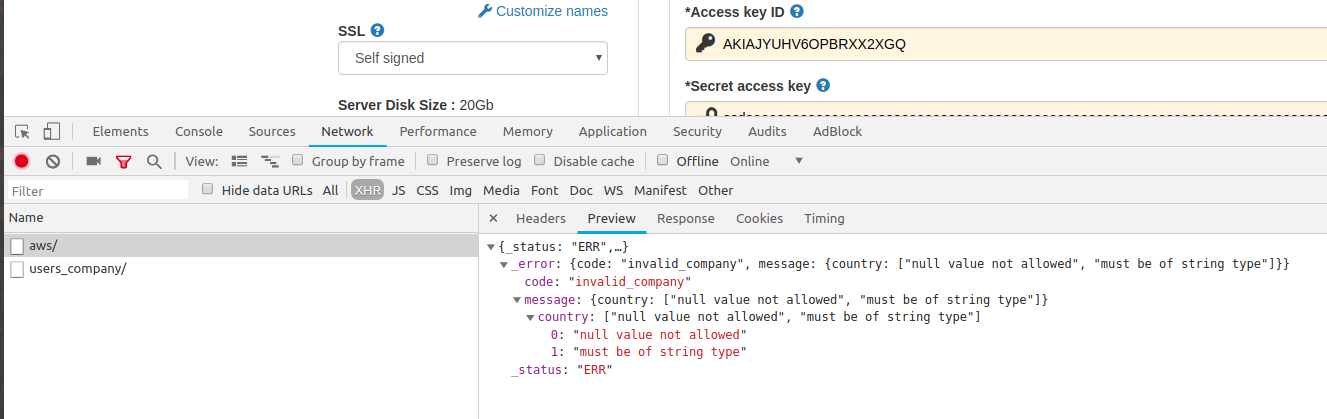 Customize names
SSL
Self signed
Server Disk Size : 20Gb
*Access key ID
AKIAJYUHV6OPBRXX2XGQ
*Secret access key
Elements Console Sources Network Performance Memory Application Security Audits AdBlock
View: Group by frame Preserve log Disable cache Offline Online
Filter Hide data URLs All XHR JS CSS Img Media Font Doc WS Manifest Other
Name
aws/
users_company/
× Headers Preview Response Cookies Timing
{_status: "ERR",…}
_error: {code: "invalid_company", message: {country: ["null value not allowed", "must be of string type"]}}
code: "invalid_company"
message: {country: ["null value not allowed", "must be of string type"]}
country: ["null value not allowed", "must be of string type"]
0: "null value not allowed"
1: "must be of string type"
_status: "ERR"